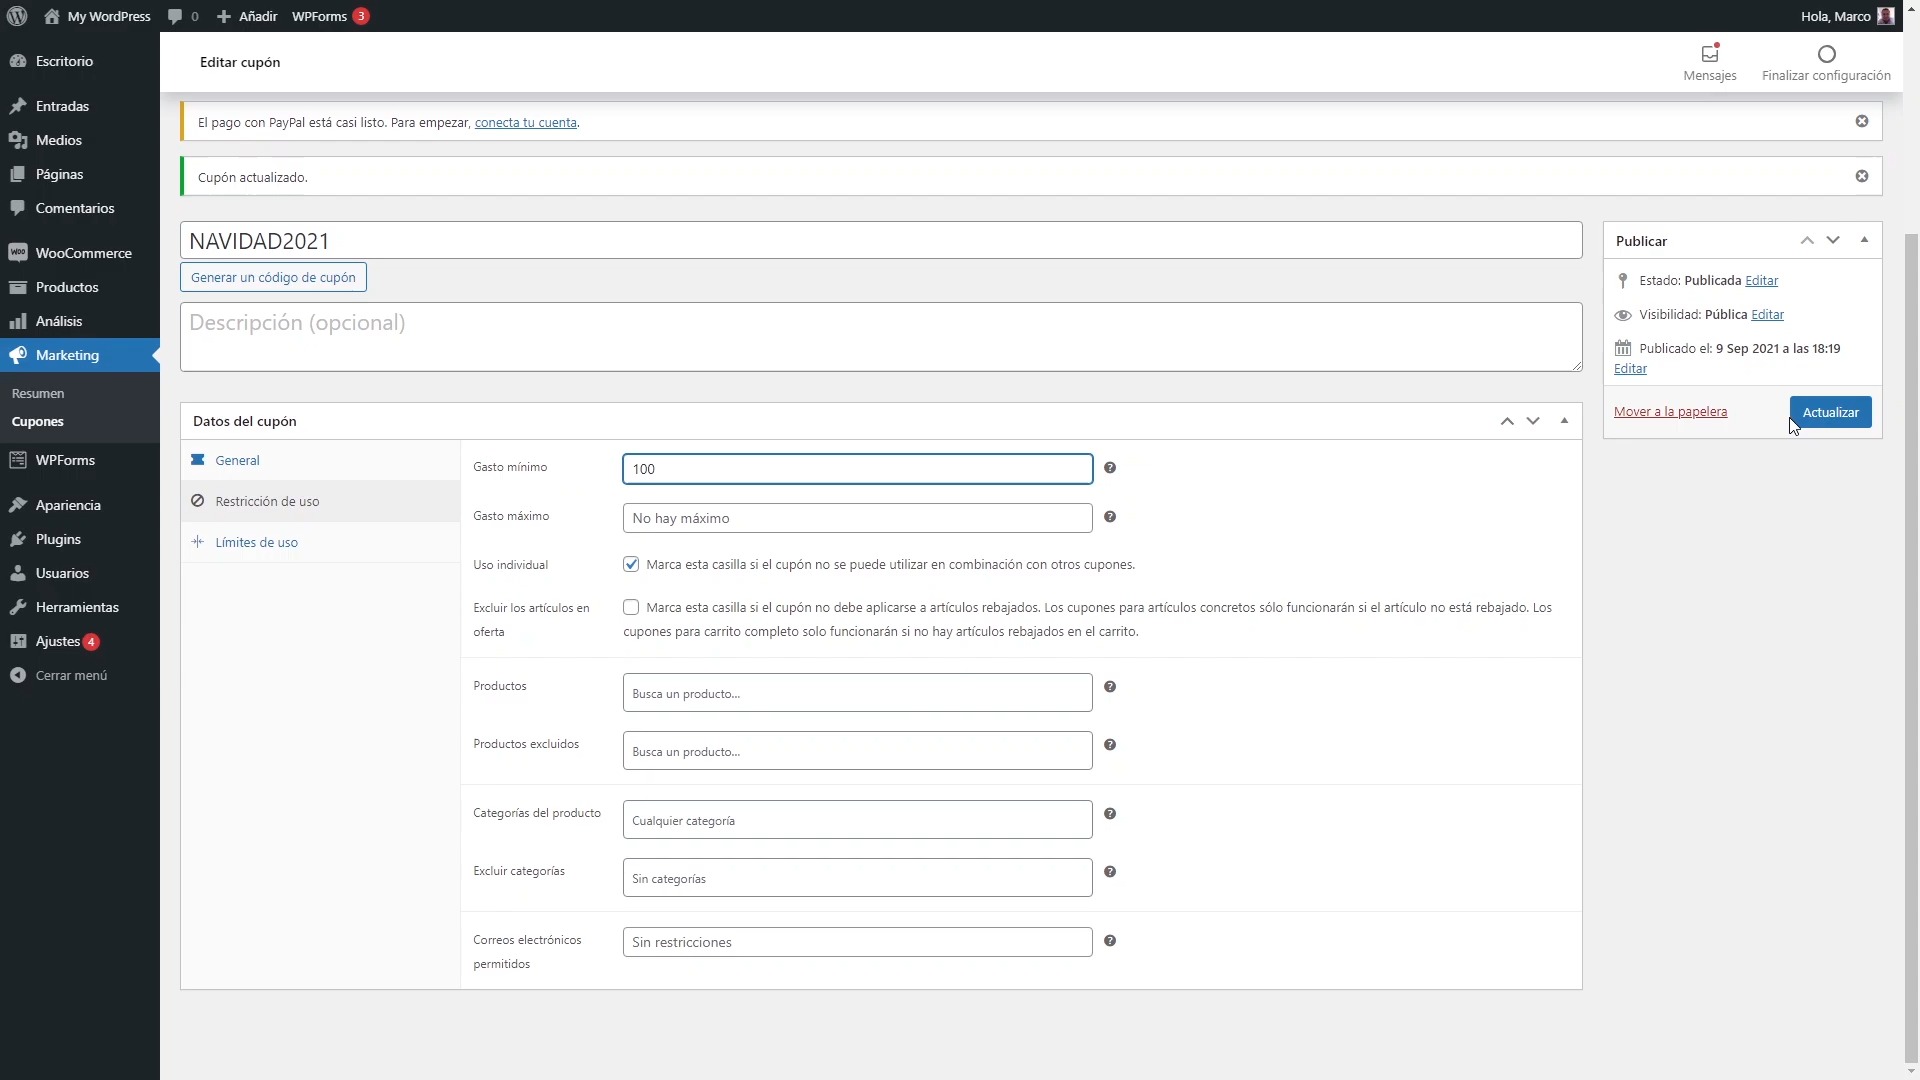 My WordPress
0
Añadir
WPForms 3
Hola, Marco
Escritorio
Entradas
Medios
Páginas
Comentarios
WooCommerce
Productos
Análisis
Marketing
Resumen
Cupones
WPForms
Apariencia
Plugins
Usuarios
Herramientas
Ajustes 4
Cerrar menú
Editar cupón
Mensajes
Finalizar configuración
El pago con PayPal está casi listo. Para empezar, conecta tu cuenta.
Cupón actualizado.
NAVIDAD2021
Generar un código de cupón
Descripción (opcional)
Datos del cupón
General
Restricción de uso
Límites de uso
Gasto mínimo
100
Gasto máximo
No hay máximo
Uso individual
Marca esta casilla si el cupón no se puede utilizar en combinación con otros cupones.
Excluir los artículos en
oferta
Marca esta casilla si el cupón no debe aplicarse a artículos rebajados. Los cupones para artículos concretos sólo funcionarán si el artículo no está rebajado. Los
cupones para carrito completo solo funcionarán si no hay artículos rebajados en el carrito.
Productos
Busca un producto...
Productos excluidos
Busca un producto...
Categorías del producto
Cualquier categoría
Excluir categorías
Sin categorías
Correos electrónicos
permitidos
Sin restricciones
Publicar
Estado: Publicada Editar
Visibilidad: Pública Editar
Publicado el: 9 Sep 2021 a las 18:19
Editar
Mover a la papelera
Actualizar